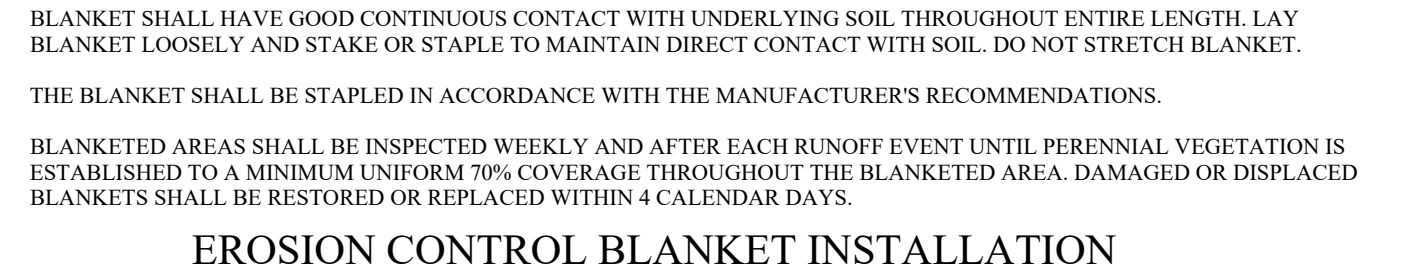 BLANKET SHALL HAVE GOOD CONTINUOUS CONTACT WITH UNDERLYING SOIL THROUGHOUT ENTIRE LENGTH. LAY
BLANKET LOOSELY AND STAKE OR STAPLE TO MAINTAIN DIRECT CONTACT WITH SOIL. DO NOT STRETCH BLANKET.
THE BLANKET SHALL BE STAPLED IN ACCORDANCE WITH THE MANUFACTURER'S RECOMMENDATIONS.
BLANKETED AREAS SHALL BE INSPECTED WEEKLY AND AFTER EACH RUNOFF EVENT UNTIL PERENNIAL VEGETATION IS
ESTABLISHED TO A MINIMUM UNIFORM 70% COVERAGE THROUGHOUT THE BLANKETED AREA. DAMAGED OR DISPLACED
BLANKETS SHALL BE RESTORED OR REPLACED WITHIN 4 CALENDAR DAYS.
EROSION CONTROL BLANKET INSTALLATION